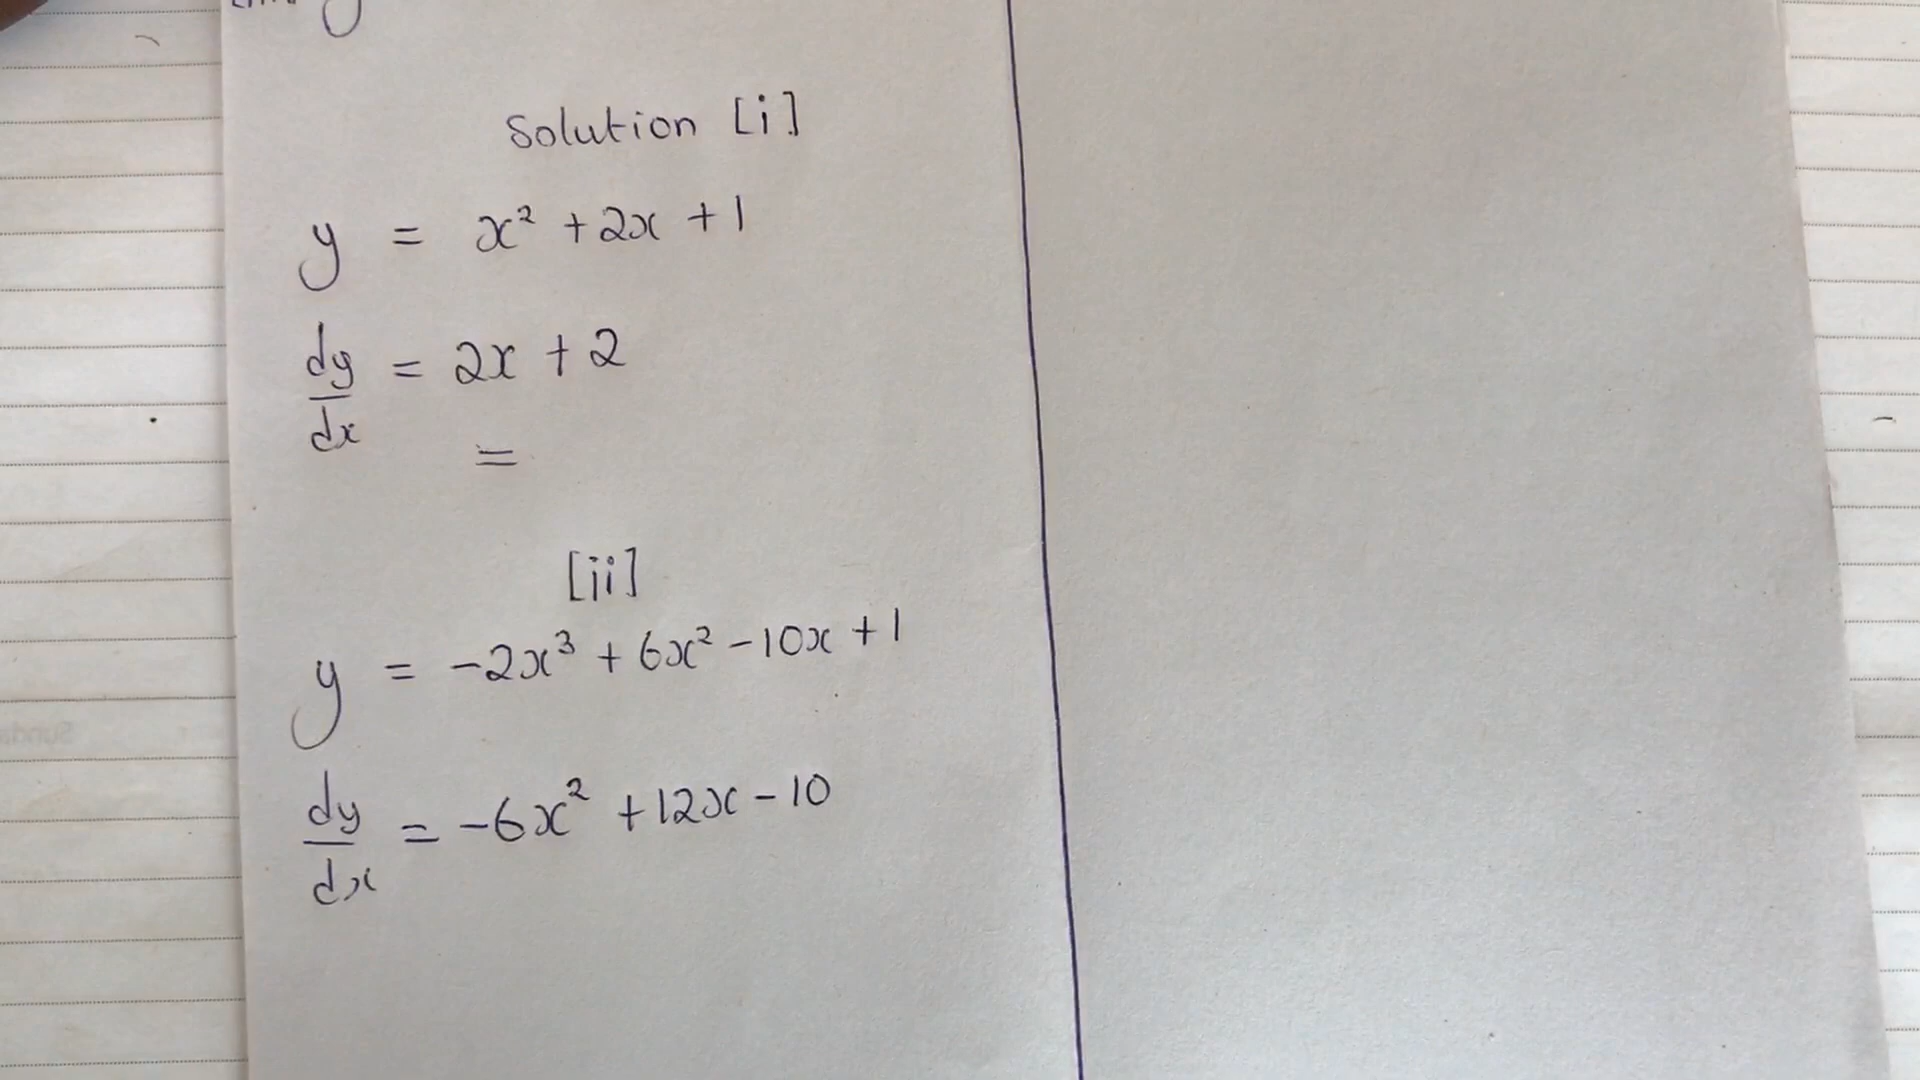 Solution [i]
y = x² + 2x + 1
dy/dx = 2x + 2
=
[ii]
y = -2x³ + 6x² - 10x + 1
dy/dx = -6x² + 12x - 10